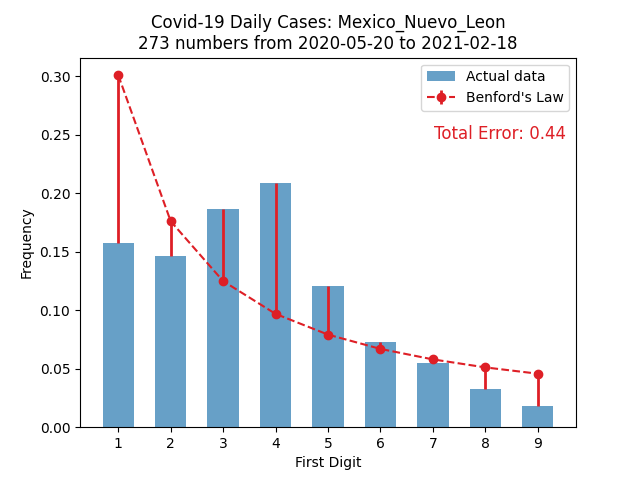 Covid-19 Daily Cases: Mexico_Nuevo_Leon
273 numbers from 2020-05-20 to 2021-02-18
Actual data
Benford's Law
Total Error: 0.44
Frequency
0.30
0.25
0.20
0.15
0.10
0.05
0.00
1 2 3 4 5 6 7 8 9
First Digit